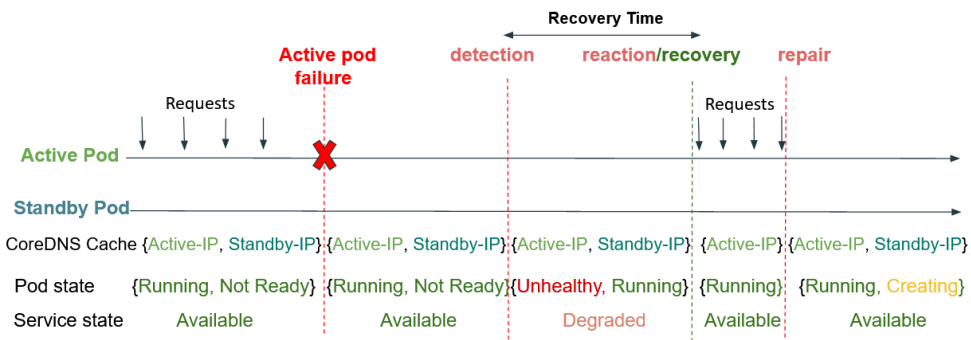 Recovery Time
Active pod
failure
detection
reaction/recovery
repair
Requests
Requests
Active Pod
Standby Pod
CoreDNS Cache {Active-IP, Standby-IP} {Active-IP, Standby-IP} {Active-IP, Standby-IP} {Active-IP} {Active-IP, Standby-IP}
Pod state {Running, Not Ready} {Running, Not Ready} {Unhealthy, Running} {Running} {Running, Creating}
Service state Available Available Degraded Available Available